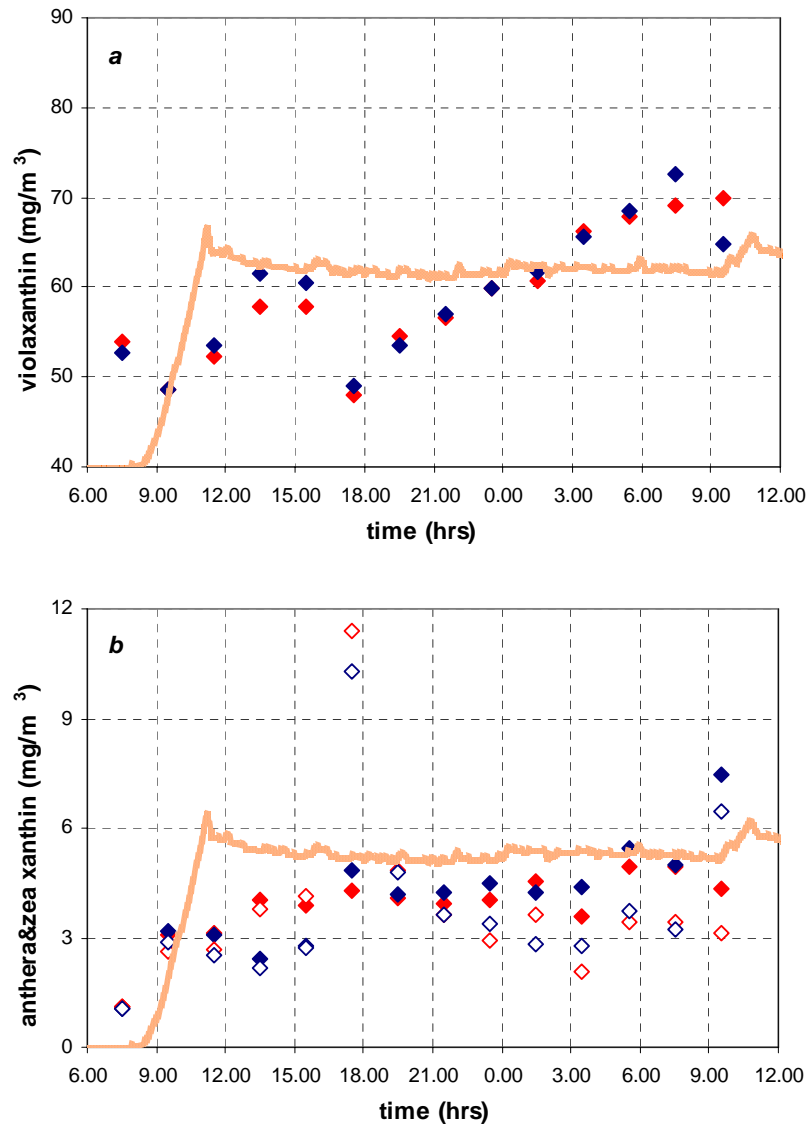 90
a
80
70
60
50
40
violaxanthin (mg/m 3)
6.00 9.00 12.00 15.00 18.00 21.00 0.00 3.00 6.00 9.00 12.00
time (hrs)
12
b
9
6
3
0
anthera&zea xanthin (mg/m 3)
6.00 9.00 12.00 15.00 18.00 21.00 0.00 3.00 6.00 9.00 12.00
time (hrs)